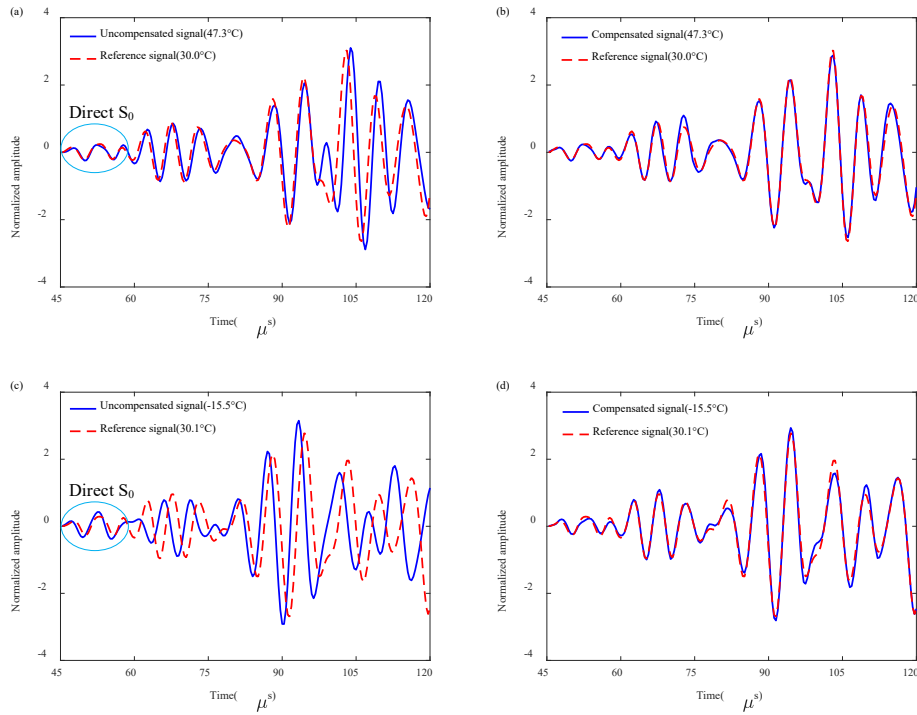 (a)
Uncompensated signal(47.3°C)
Reference signal(30.0°C)
Direct S0
Normalized amplitude
4
2
0
-2
-4
45 60 75 90 105 120
Time( μs)
(b)
Compensated signal(47.3°C)
Reference signal(30.0°C)
Normalized amplitude
4
2
0
-2
-4
45 60 75 90 105 120
Time( μs)
(c)
Uncompensated signal(-15.5°C)
Reference signal(30.1°C)
Direct S0
Normalized amplitude
4
2
0
-2
-4
45 60 75 90 105 120
Time( μs)
(d)
Compensated signal(-15.5°C)
Reference signal(30.1°C)
Normalized amplitude
4
2
0
-2
-4
45 60 75 90 105 120
Time( μs)